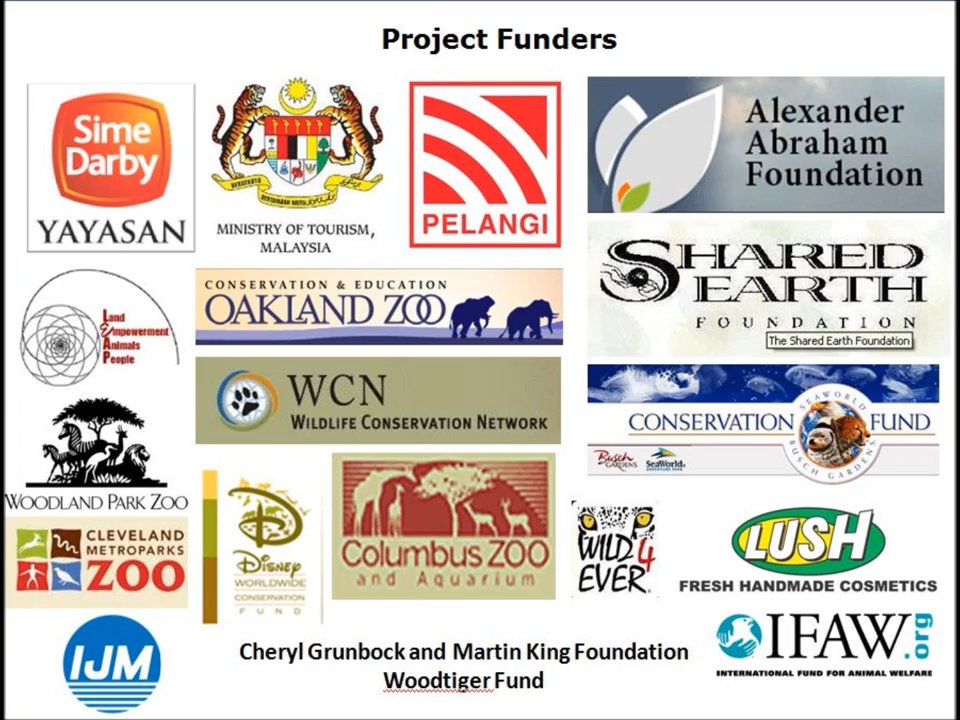 Project Funders
Sime
Darby
YAYASAN
MINISTRY OF TOURISM,
MALAYSIA
PELANGI
Alexander
Abraham
Foundation
SHARED
EARTH
FOUNDATION
The Shared Earth Foundation
Land
Empowerment
Animals
People
CONSERVATION & EDUCATION
OAKLAND ZOO
WCN
WILDLIFE CONSERVATION NETWORK
SEAWORLD
CONSERVATION FUND
BUSCH GARDENS
Busch
GARDENS
SeaWorld
WOODLAND PARK ZOO
CLEVELAND
METROPARKS
ZOO
Disney
WORLDWIDE
CONSERVATION
FUND
Columbus ZOO
and Aquarium
WILD 4
EVER
LUSH
FRESH HANDMADE COSMETICS
IJM
Cheryl Grunbock and Martin King Foundation
Woodtiger Fund
IFAW.org
INTERNATIONAL FUND FOR ANIMAL WELFARE